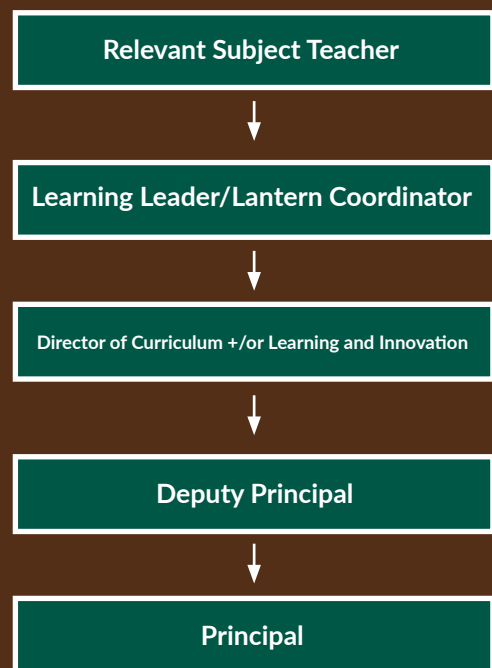 Relevant Subject Teacher
Learning Leader/Lantern Coordinator
Director of Curriculum +/or Learning and Innovation
Deputy Principal
Principal